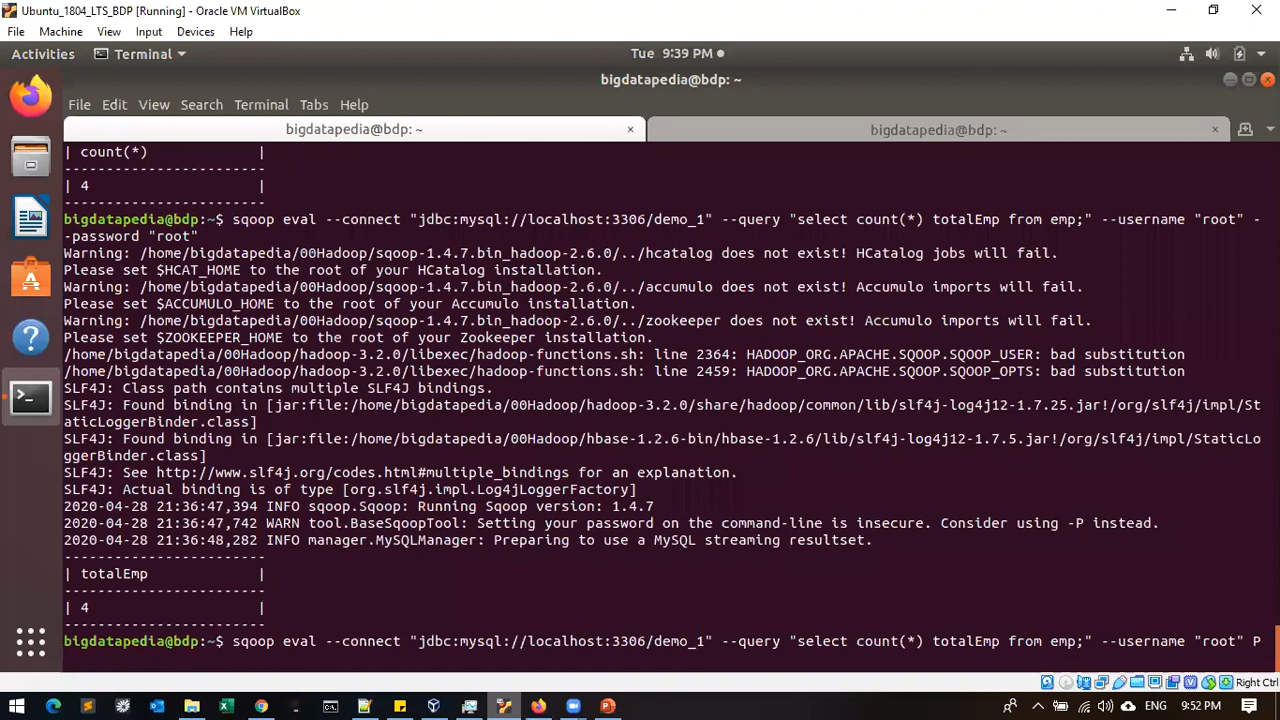 Ubuntu_1804_LTS_BDP [Running] - Oracle VM VirtualBox
File Machine View Input Devices Help
Activities Terminal Tue 9:39 PM
bigdatapedia@bdp: ~
File Edit View Search Terminal Tabs Help
bigdatapedia@bdp: ~ × bigdatapedia@bdp: ~ ×
| count(*) |
------------------------
| 4 |
------------------------
bigdatapedia@bdp:~$ sqoop eval --connect "jdbc:mysql://localhost:3306/demo_1" --query "select count(*) totalEmp from emp;" --username "root" -
-password "root"
Warning: /home/bigdatapedia/00Hadoop/sqoop-1.4.7.bin_hadoop-2.6.0/../hcatalog does not exist! HCatalog jobs will fail.
Please set $HCAT_HOME to the root of your HCatalog installation.
Warning: /home/bigdatapedia/00Hadoop/sqoop-1.4.7.bin_hadoop-2.6.0/../accumulo does not exist! Accumulo imports will fail.
Please set $ACCUMULO_HOME to the root of your Accumulo installation.
Warning: /home/bigdatapedia/00Hadoop/sqoop-1.4.7.bin_hadoop-2.6.0/../zookeeper does not exist! Accumulo imports will fail.
Please set $ZOOKEEPER_HOME to the root of your Zookeeper installation.
/home/bigdatapedia/00Hadoop/hadoop-3.2.0/libexec/hadoop-functions.sh: line 2364: HADOOP_ORG.APACHE.SQOOP.SQOOP_USER: bad substitution
/home/bigdatapedia/00Hadoop/hadoop-3.2.0/libexec/hadoop-functions.sh: line 2459: HADOOP_ORG.APACHE.SQOOP.SQOOP_OPTS: bad substitution
SLF4J: Class path contains multiple SLF4J bindings.
SLF4J: Found binding in [jar:file:/home/bigdatapedia/00Hadoop/hadoop-3.2.0/share/hadoop/common/lib/slf4j-log4j12-1.7.25.jar!/org/slf4j/impl/St
aticLoggerBinder.class]
SLF4J: Found binding in [jar:file:/home/bigdatapedia/00Hadoop/hbase-1.2.6-bin/hbase-1.2.6/lib/slf4j-log4j12-1.7.5.jar!/org/slf4j/impl/StaticLo
ggerBinder.class]
SLF4J: See http://www.slf4j.org/codes.html#multiple_bindings for an explanation.
SLF4J: Actual binding is of type [org.slf4j.impl.Log4jLoggerFactory]
2020-04-28 21:36:47,394 INFO sqoop.Sqoop: Running Sqoop version: 1.4.7
2020-04-28 21:36:47,742 WARN tool.BaseSqoopTool: Setting your password on the command-line is insecure. Consider using -P instead.
2020-04-28 21:36:48,282 INFO manager.MySQLManager: Preparing to use a MySQL streaming resultset.
------------------------
| totalEmp |
------------------------
| 4 |
------------------------
bigdatapedia@bdp:~$ sqoop eval --connect "jdbc:mysql://localhost:3306/demo_1" --query "select count(*) totalEmp from emp;" --username "root" P
Right Ctrl
ENG 9:52 PM